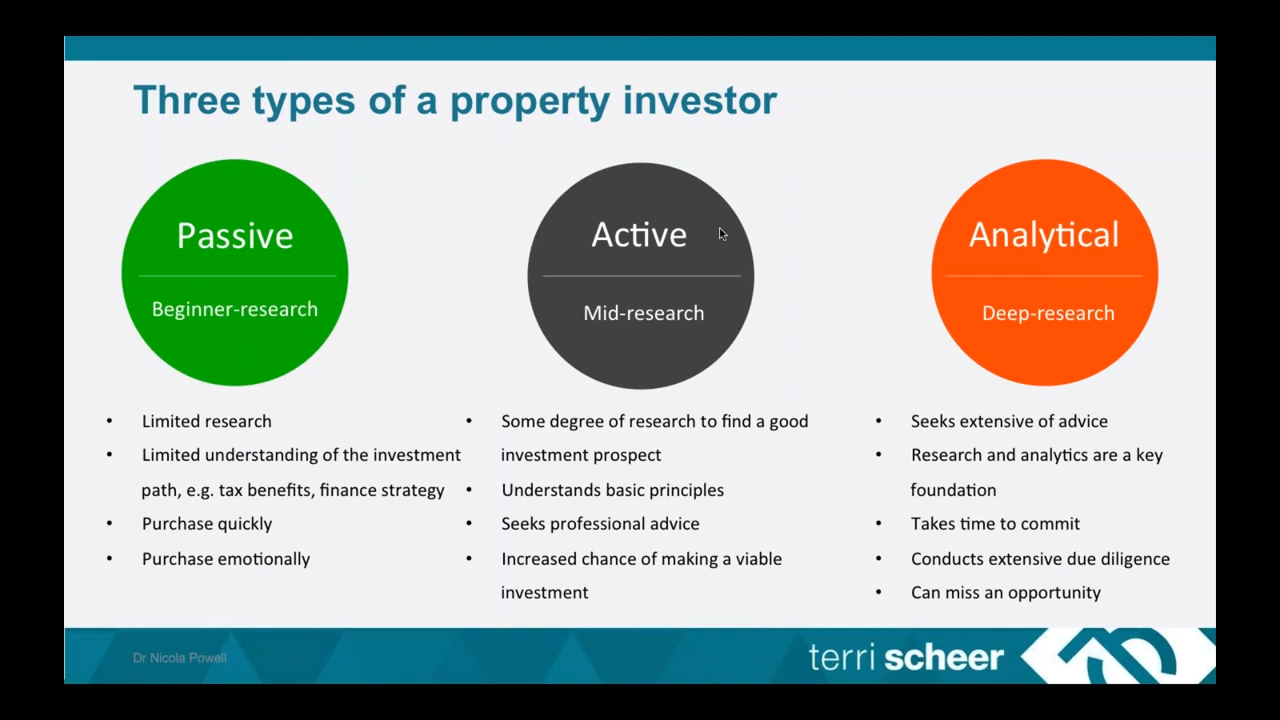 Three types of a property investor
Passive
Beginner-research
• Limited research
• Limited understanding of the investment
path, e.g. tax benefits, finance strategy
• Purchase quickly
• Purchase emotionally
Active
Mid-research
• Some degree of research to find a good
investment prospect
• Understands basic principles
• Seeks professional advice
• Increased chance of making a viable
investment
Analytical
Deep-research
• Seeks extensive of advice
• Research and analytics are a key
foundation
• Takes time to commit
• Conducts extensive due diligence
• Can miss an opportunity
Dr Nicola Powell
terri scheer